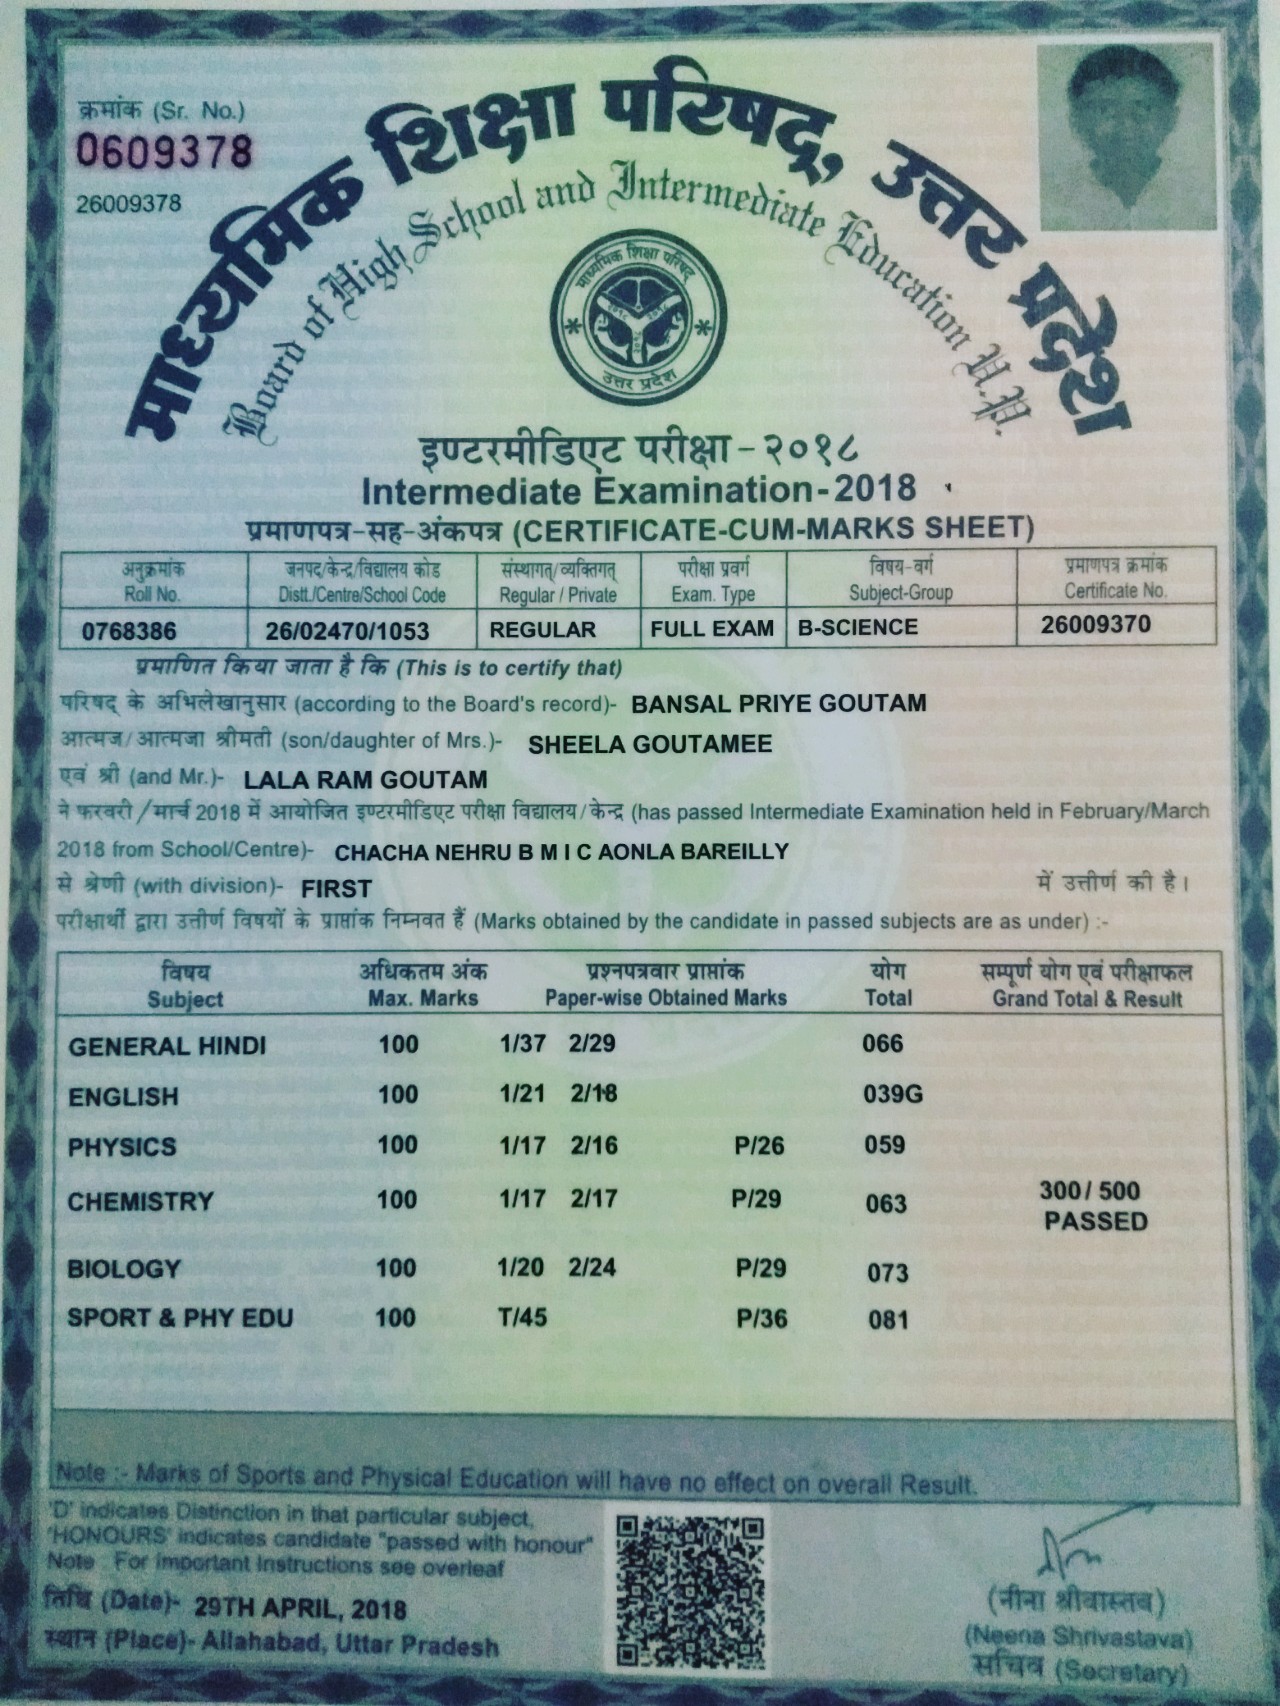 क्रमांक (Sr. No.)
0609378
26009378
माध्यमिक शिक्षा परिषद्, उत्तर प्रदेश
Board of High School and Intermediate Education U.P.
माध्यमिक शिक्षा परिषद्
उत्तर प्रदेश
इण्टरमीडिएट परीक्षा - २०१८
Intermediate Examination - 2018
प्रमाणपत्र-सह-अंकपत्र (CERTIFICATE-CUM-MARKS SHEET)
अनुक्रमांक जनपद/केन्द्र/विद्यालय कोड संस्थागत्/व्यक्तिगत् परीक्षा प्रवर्ग विषय-वर्ग प्रमाणपत्र क्रमांक
Roll No. Distt./Centre/School Code Regular / Private Exam. Type Subject-Group Certificate No.
0768386 26/02470/1053 REGULAR FULL EXAM B-SCIENCE 26009370
प्रमाणित किया जाता है कि (This is to certify that)
परिषद् के अभिलेखानुसार (according to the Board's record)- BANSAL PRIYE GOUTAM
आत्मज/आत्मजा श्रीमती (son/daughter of Mrs.)- SHEELA GOUTAMEE
एवं श्री (and Mr.)- LALA RAM GOUTAM
ने फरवरी/मार्च 2018 में आयोजित इण्टरमीडिएट परीक्षा विद्यालय/केन्द्र (has passed Intermediate Examination held in February/March
2018 from School/Centre)- CHACHA NEHRU B M I C AONLA BAREILLY
से श्रेणी (with division)- FIRST में उत्तीर्ण की है।
परीक्षार्थी द्वारा उत्तीर्ण विषयों के प्राप्तांक निम्नवत हैं (Marks obtained by the candidate in passed subjects are as under) :-
विषय अधिकतम अंक प्रश्नपत्रवार प्राप्तांक योग सम्पूर्ण योग एवं परीक्षाफल
Subject Max. Marks Paper-wise Obtained Marks Total Grand Total & Result
GENERAL HINDI 100 1/37 2/29 066
ENGLISH 100 1/21 2/18 039G
PHYSICS 100 1/17 2/16 P/26 059
CHEMISTRY 100 1/17 2/17 P/29 063 300/ 500
PASSED
BIOLOGY 100 1/20 2/24 P/29 073
SPORT & PHY EDU 100 T/45 P/36 081
Note :- Marks of Sports and Physical Education will have no effect on overall Result.
'D' indicates Distinction in that particular subject,
'HONOURS' indicates candidate "passed with honour"
Note : For Important Instructions see overleaf
तिथि (Date)- 29TH APRIL, 2018
स्थान (Place)- Allahabad, Uttar Pradesh
(नीना श्रीवास्तव)
(Neena Shrivastava)
सचिव (Secretary)